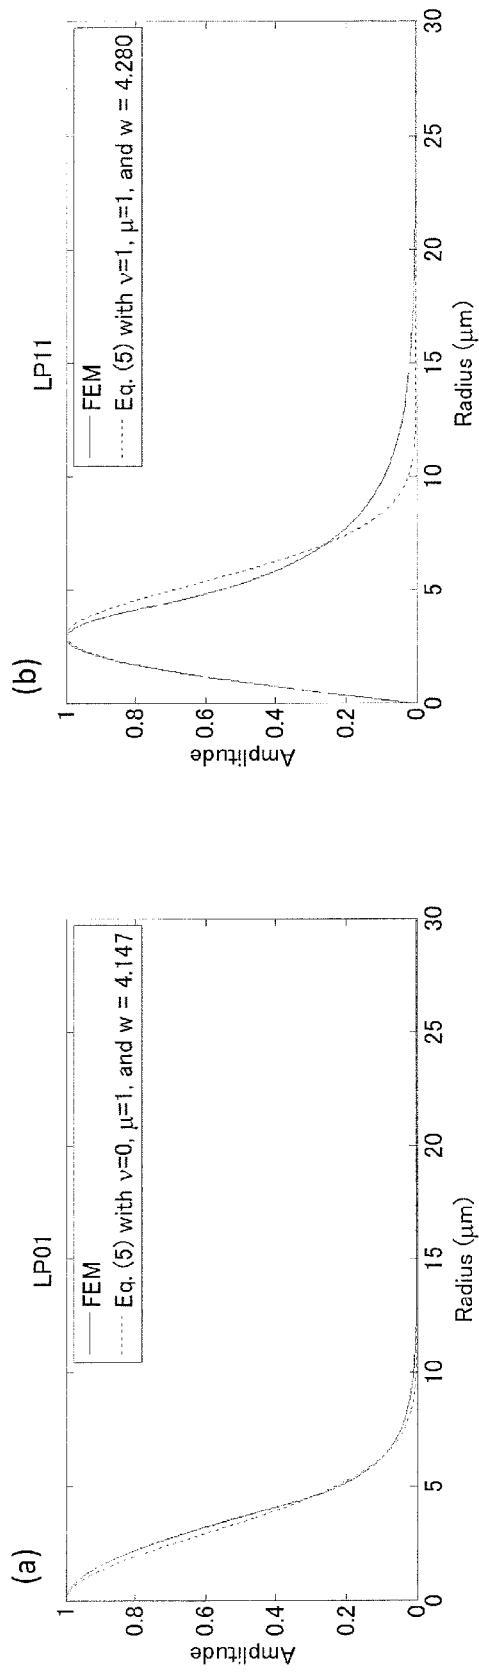 (a)
LP01
FEM
Eq. (5) with ν=0, μ=1, and w = 4.147
Amplitude
1
0.8
0.6
0.4
0.2
0
0
5
10
15
20
25
30
Radius (μm)
(b)
LP11
FEM
Eq. (5) with ν=1, μ=1, and w = 4.280
Amplitude
1
0.8
0.6
0.4
0.2
0
0
5
10
15
20
25
30
Radius (μm)